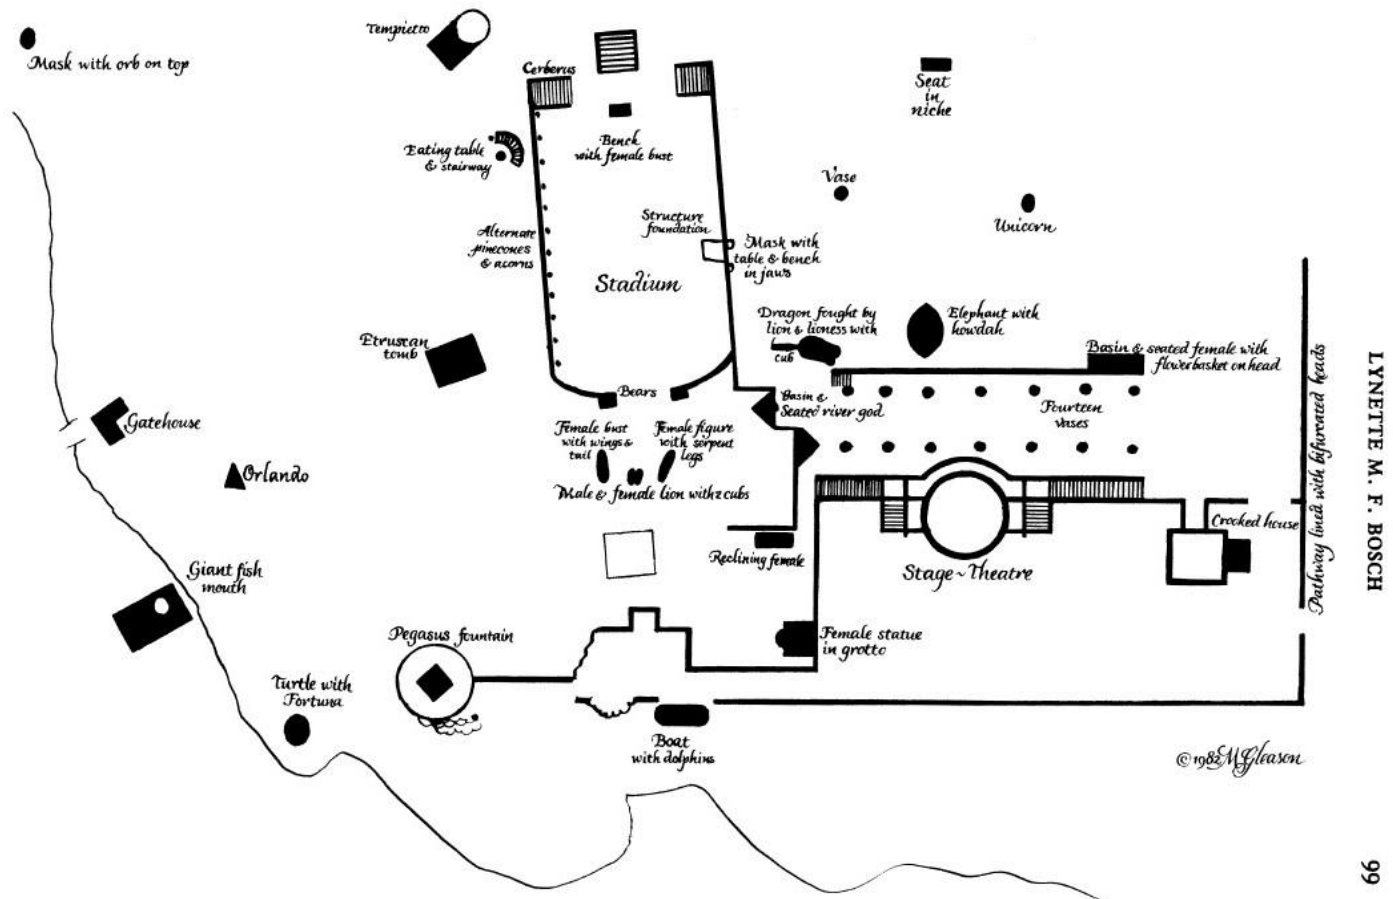 Tempietto
Mask with orb on top
Cerberus
Seat
in
niche
Bench
with female bust
Eating table
& stairway
Vase
Structure
foundation
Unicorn
Alternate
pinecones
& acorns
Mask with
table & bench
in jaws
Stadium
Dragon fought by
lion & lioness with
cub
Elephant with
howdah
Etruscan
tomb
Basin & seated female with
flowerbasket on head
Bears
Basin &
Seated river god
Fourteen
vases
Gatehouse
Female bust
with wings &
tail
Female figure
with serpent
legs
Orlando
Male & female lion with 2 cubs
Crooked house
Reclining female
Stage-Theatre
Giant fish
mouth
Pegasus fountain
Female statue
in grotto
Turtle with
Fortuna
Boat
with dolphins
Pathway lined with bifurcated heads
© 1982 M Gleason
LYNETTE M. F. BOSCH
99